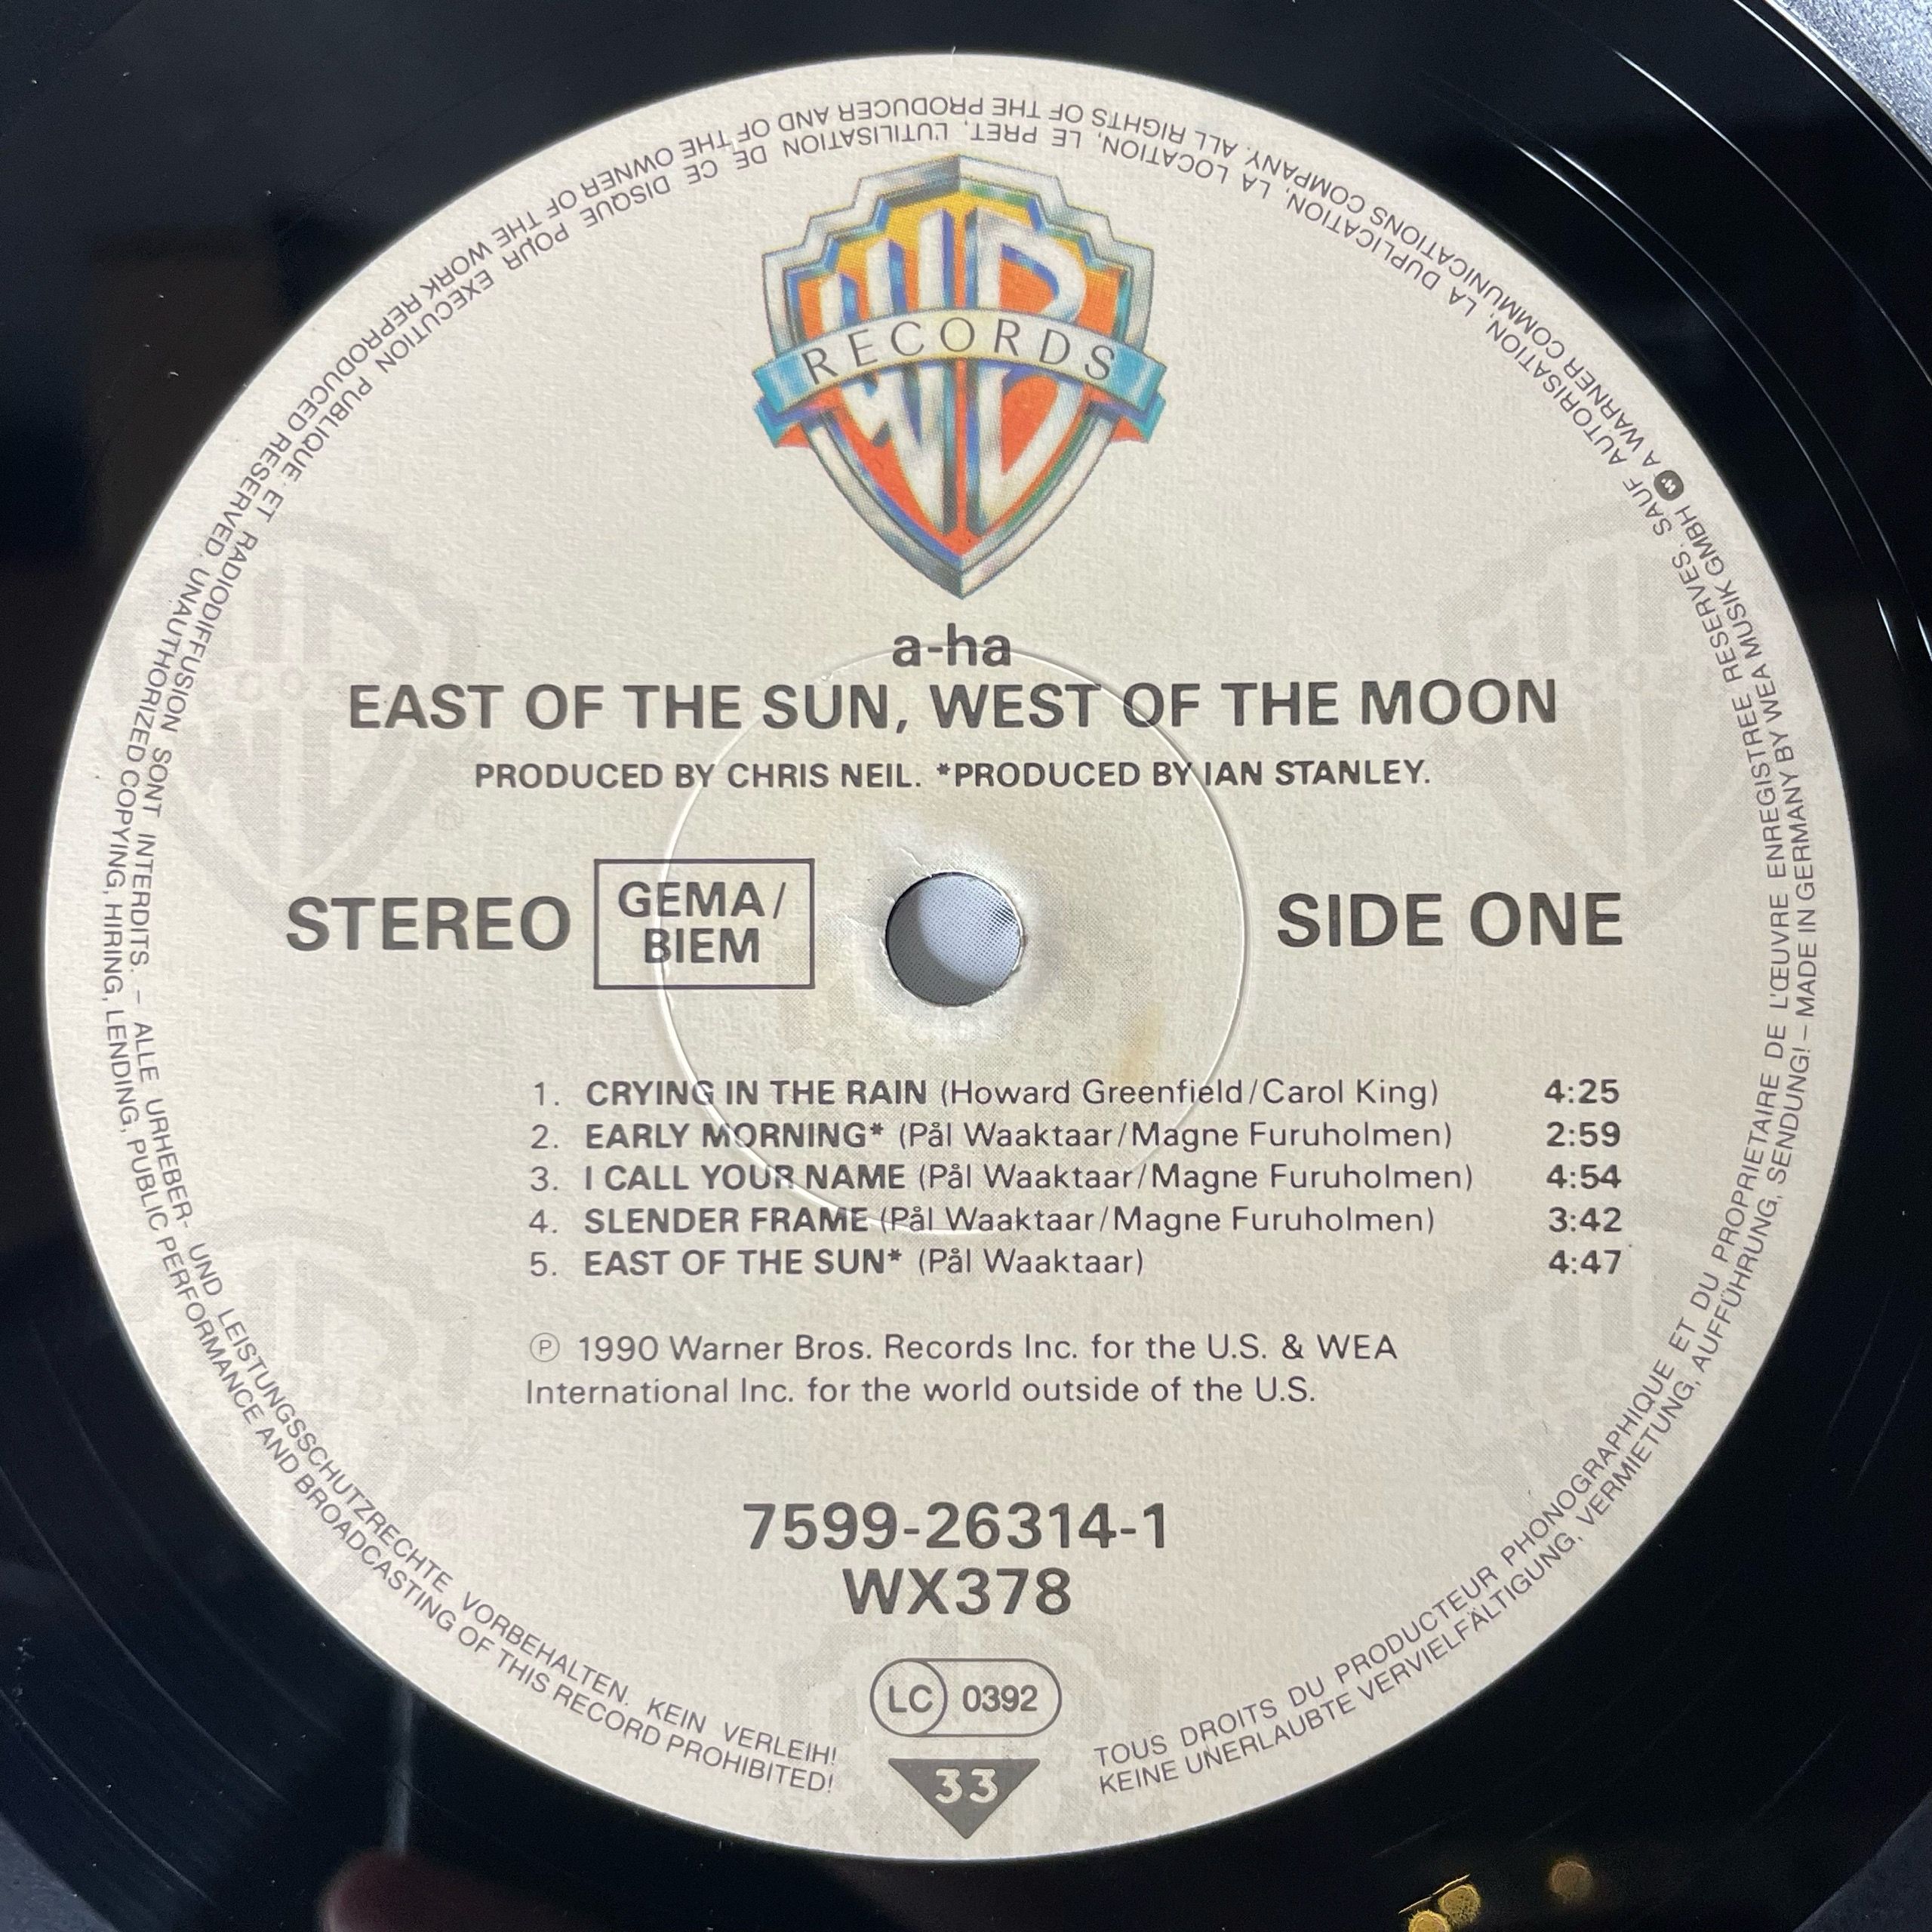 WB
RECORDS
a-ha
EAST OF THE SUN, WEST OF THE MOON
PRODUCED BY CHRIS NEIL. *PRODUCED BY IAN STANLEY.
STEREO
GEMA/
BIEM
SIDE ONE
1. CRYING IN THE RAIN (Howard Greenfield/Carol King) 4:25
2. EARLY MORNING* (Pål Waaktaar/Magne Furuholmen) 2:59
3. I CALL YOUR NAME (Pål Waaktaar/Magne Furuholmen) 4:54
4. SLENDER FRAME (Pål Waaktaar/Magne Furuholmen) 3:42
5. EAST OF THE SUN* (Pål Waaktaar) 4:47
℗ 1990 Warner Bros. Records Inc. for the U.S. & WEA
International Inc. for the world outside of the U.S.
7599-26314-1
WX378
LC 0392
33
TOUS DROITS DU PRODUCTEUR PHONOGRAPHIQUE ET DU PROPRIETAIRE DE L'ŒUVRE ENREGISTREE RESERVES. SAUF AUTORISATION, LA DUPLICATION, LA LOCATION, LE PRET, L'UTILISATION DE CE DISQUE POUR EXECUTION PUBLIQUE ET RADIODIFFUSION SONT INTERDITS. – ALLE URHEBER- UND LEISTUNGSSCHUTZRECHTE VORBEHALTEN. KEIN VERLEIH!
KEINE UNERLAUBTE VERVIELFÄLTIGUNG, VERMIETUNG, AUFFÜHRUNG, SENDUNG! – MADE IN GERMANY BY WEA MUSIK GMBH A WARNER COMMUNICATIONS COMPANY. ALL RIGHTS OF THE PRODUCER AND OF THE OWNER OF THE WORK REPRODUCED RESERVED. UNAUTHORIZED COPYING, HIRING, LENDING, PUBLIC PERFORMANCE AND BROADCASTING OF THIS RECORD PROHIBITED!